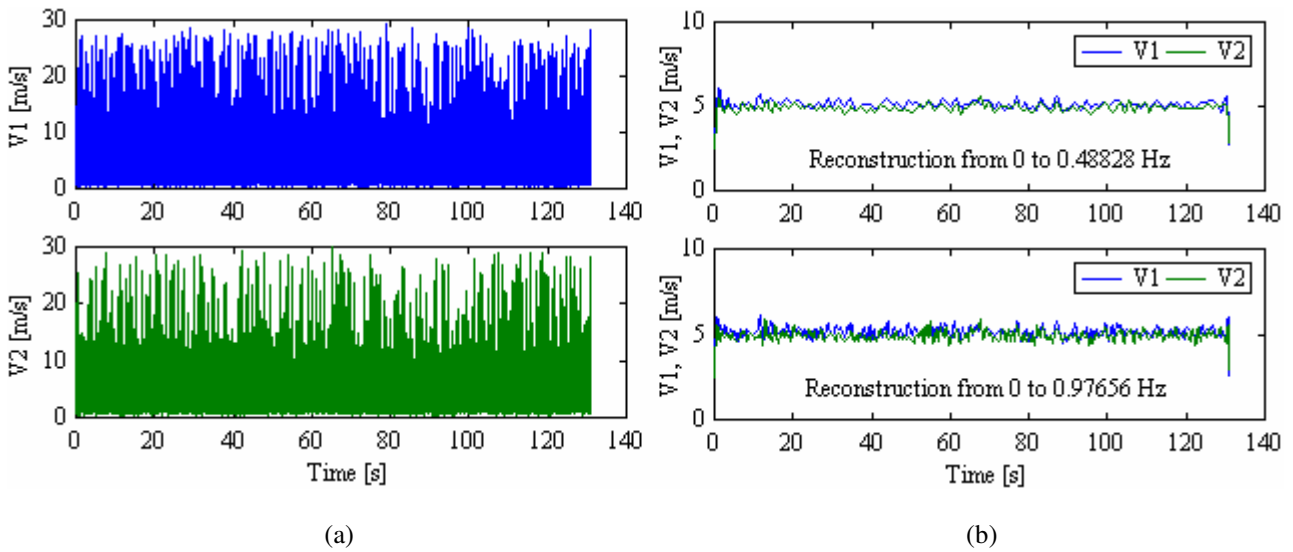 30
20
10
0
V1 [m/s]
0 20 40 60 80 100 120 140
30
20
10
0
V2 [m/s]
0 20 40 60 80 100 120 140
Time [s]
(a)
10
5
0
V1, V2 [m/s]
V1 V2
Reconstruction from 0 to 0.48828 Hz
0 20 40 60 80 100 120 140
10
5
0
V1, V2 [m/s]
V1 V2
Reconstruction from 0 to 0.97656 Hz
0 20 40 60 80 100 120 140
Time [s]
(b)